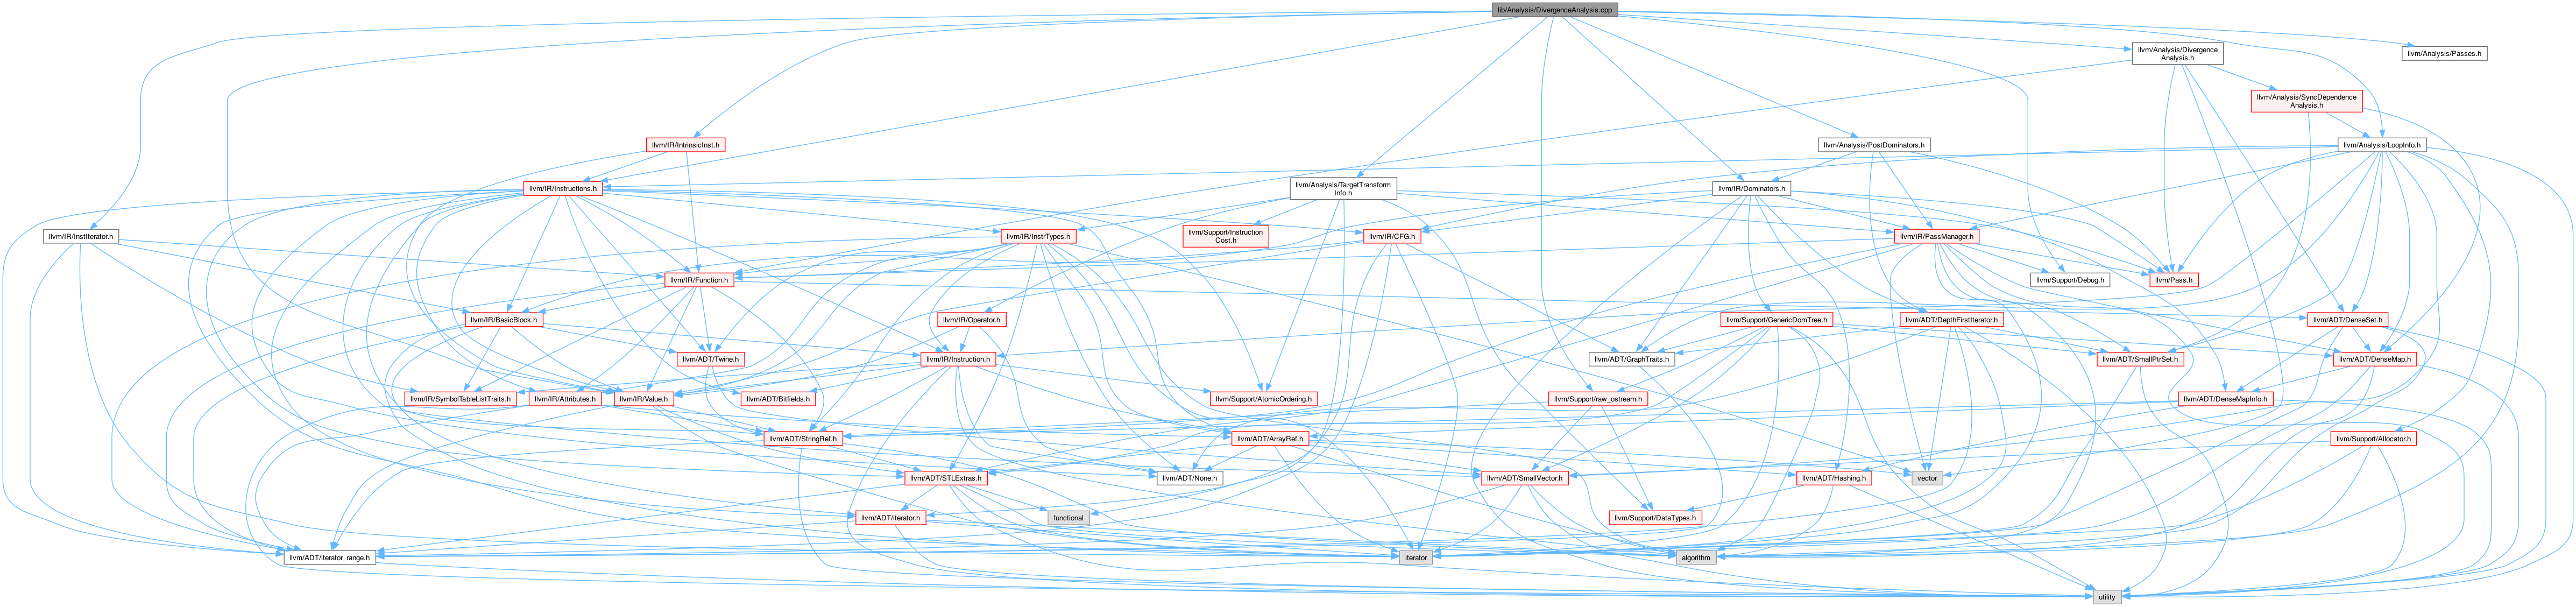 lib/Analysis/DivergenceAnalysis.cpp
llvm/Analysis/Divergence
Analysis.h
llvm/Analysis/Passes.h
llvm/Analysis/SyncDependence
Analysis.h
llvm/IR/IntrinsicInst.h
llvm/Analysis/PostDominators.h
llvm/Analysis/LoopInfo.h
llvm/IR/Instructions.h
llvm/Analysis/TargetTransform
Info.h
llvm/IR/Dominators.h
llvm/IR/InstIterator.h
llvm/IR/InstrTypes.h
llvm/Support/Instruction
Cost.h
llvm/IR/CFG.h
llvm/IR/PassManager.h
llvm/IR/Function.h
llvm/Support/Debug.h
llvm/Pass.h
llvm/IR/BasicBlock.h
llvm/IR/Operator.h
llvm/Support/GenericDomTree.h
llvm/ADT/DepthFirstIterator.h
llvm/ADT/DenseSet.h
llvm/ADT/Twine.h
llvm/IR/Instruction.h
llvm/ADT/GraphTraits.h
llvm/ADT/SmallPtrSet.h
llvm/ADT/DenseMap.h
llvm/IR/SymbolTableListTraits.h
llvm/IR/Attributes.h
llvm/IR/Value.h
llvm/ADT/Bitfields.h
llvm/Support/AtomicOrdering.h
llvm/Support/raw_ostream.h
llvm/ADT/DenseMapInfo.h
llvm/ADT/StringRef.h
llvm/ADT/ArrayRef.h
llvm/Support/Allocator.h
llvm/ADT/STLExtras.h
llvm/ADT/None.h
llvm/ADT/SmallVector.h
llvm/ADT/Hashing.h
vector
llvm/ADT/iterator.h
functional
llvm/Support/DataTypes.h
llvm/ADT/iterator_range.h
iterator
algorithm
utility